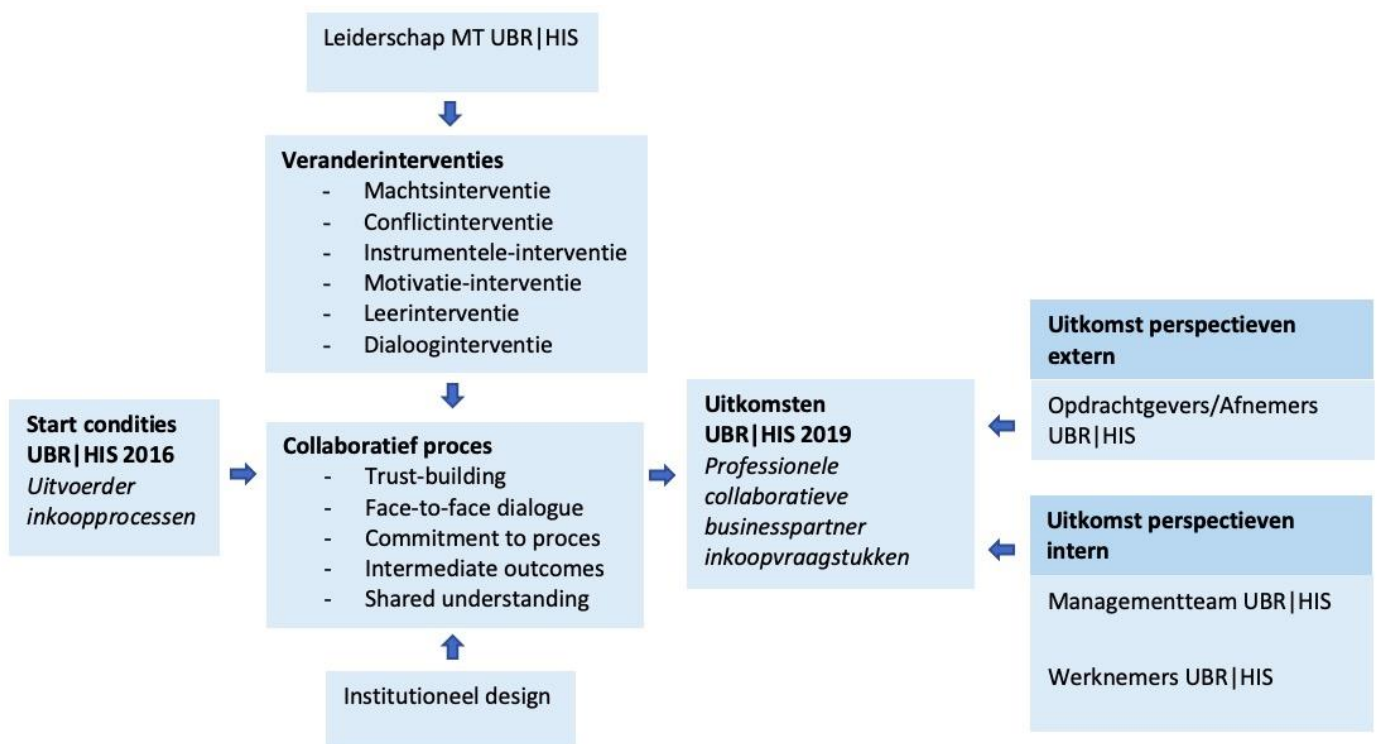 Leiderschap MT UBR|HIS
Veranderinterventies
- Machtsinterventie
- Conflictinterventie
- Instrumentele-interventie
- Motivatie-interventie
- Leerinterventie
- Dialooginterventie
Start condities
UBR|HIS 2016
Uitvoerder
inkoopprocessen
Collaboratief proces
- Trust-building
- Face-to-face dialogue
- Commitment to proces
- Intermediate outcomes
- Shared understanding
Institutioneel design
Uitkomsten
UBR|HIS 2019
Professionele
collaboratieve
businesspartner
inkoopvraagstukken
Uitkomst perspectieven
extern
Opdrachtgevers/Afnemers
UBR|HIS
Uitkomst perspectieven
intern
Managementteam UBR|HIS
Werknemers UBR|HIS